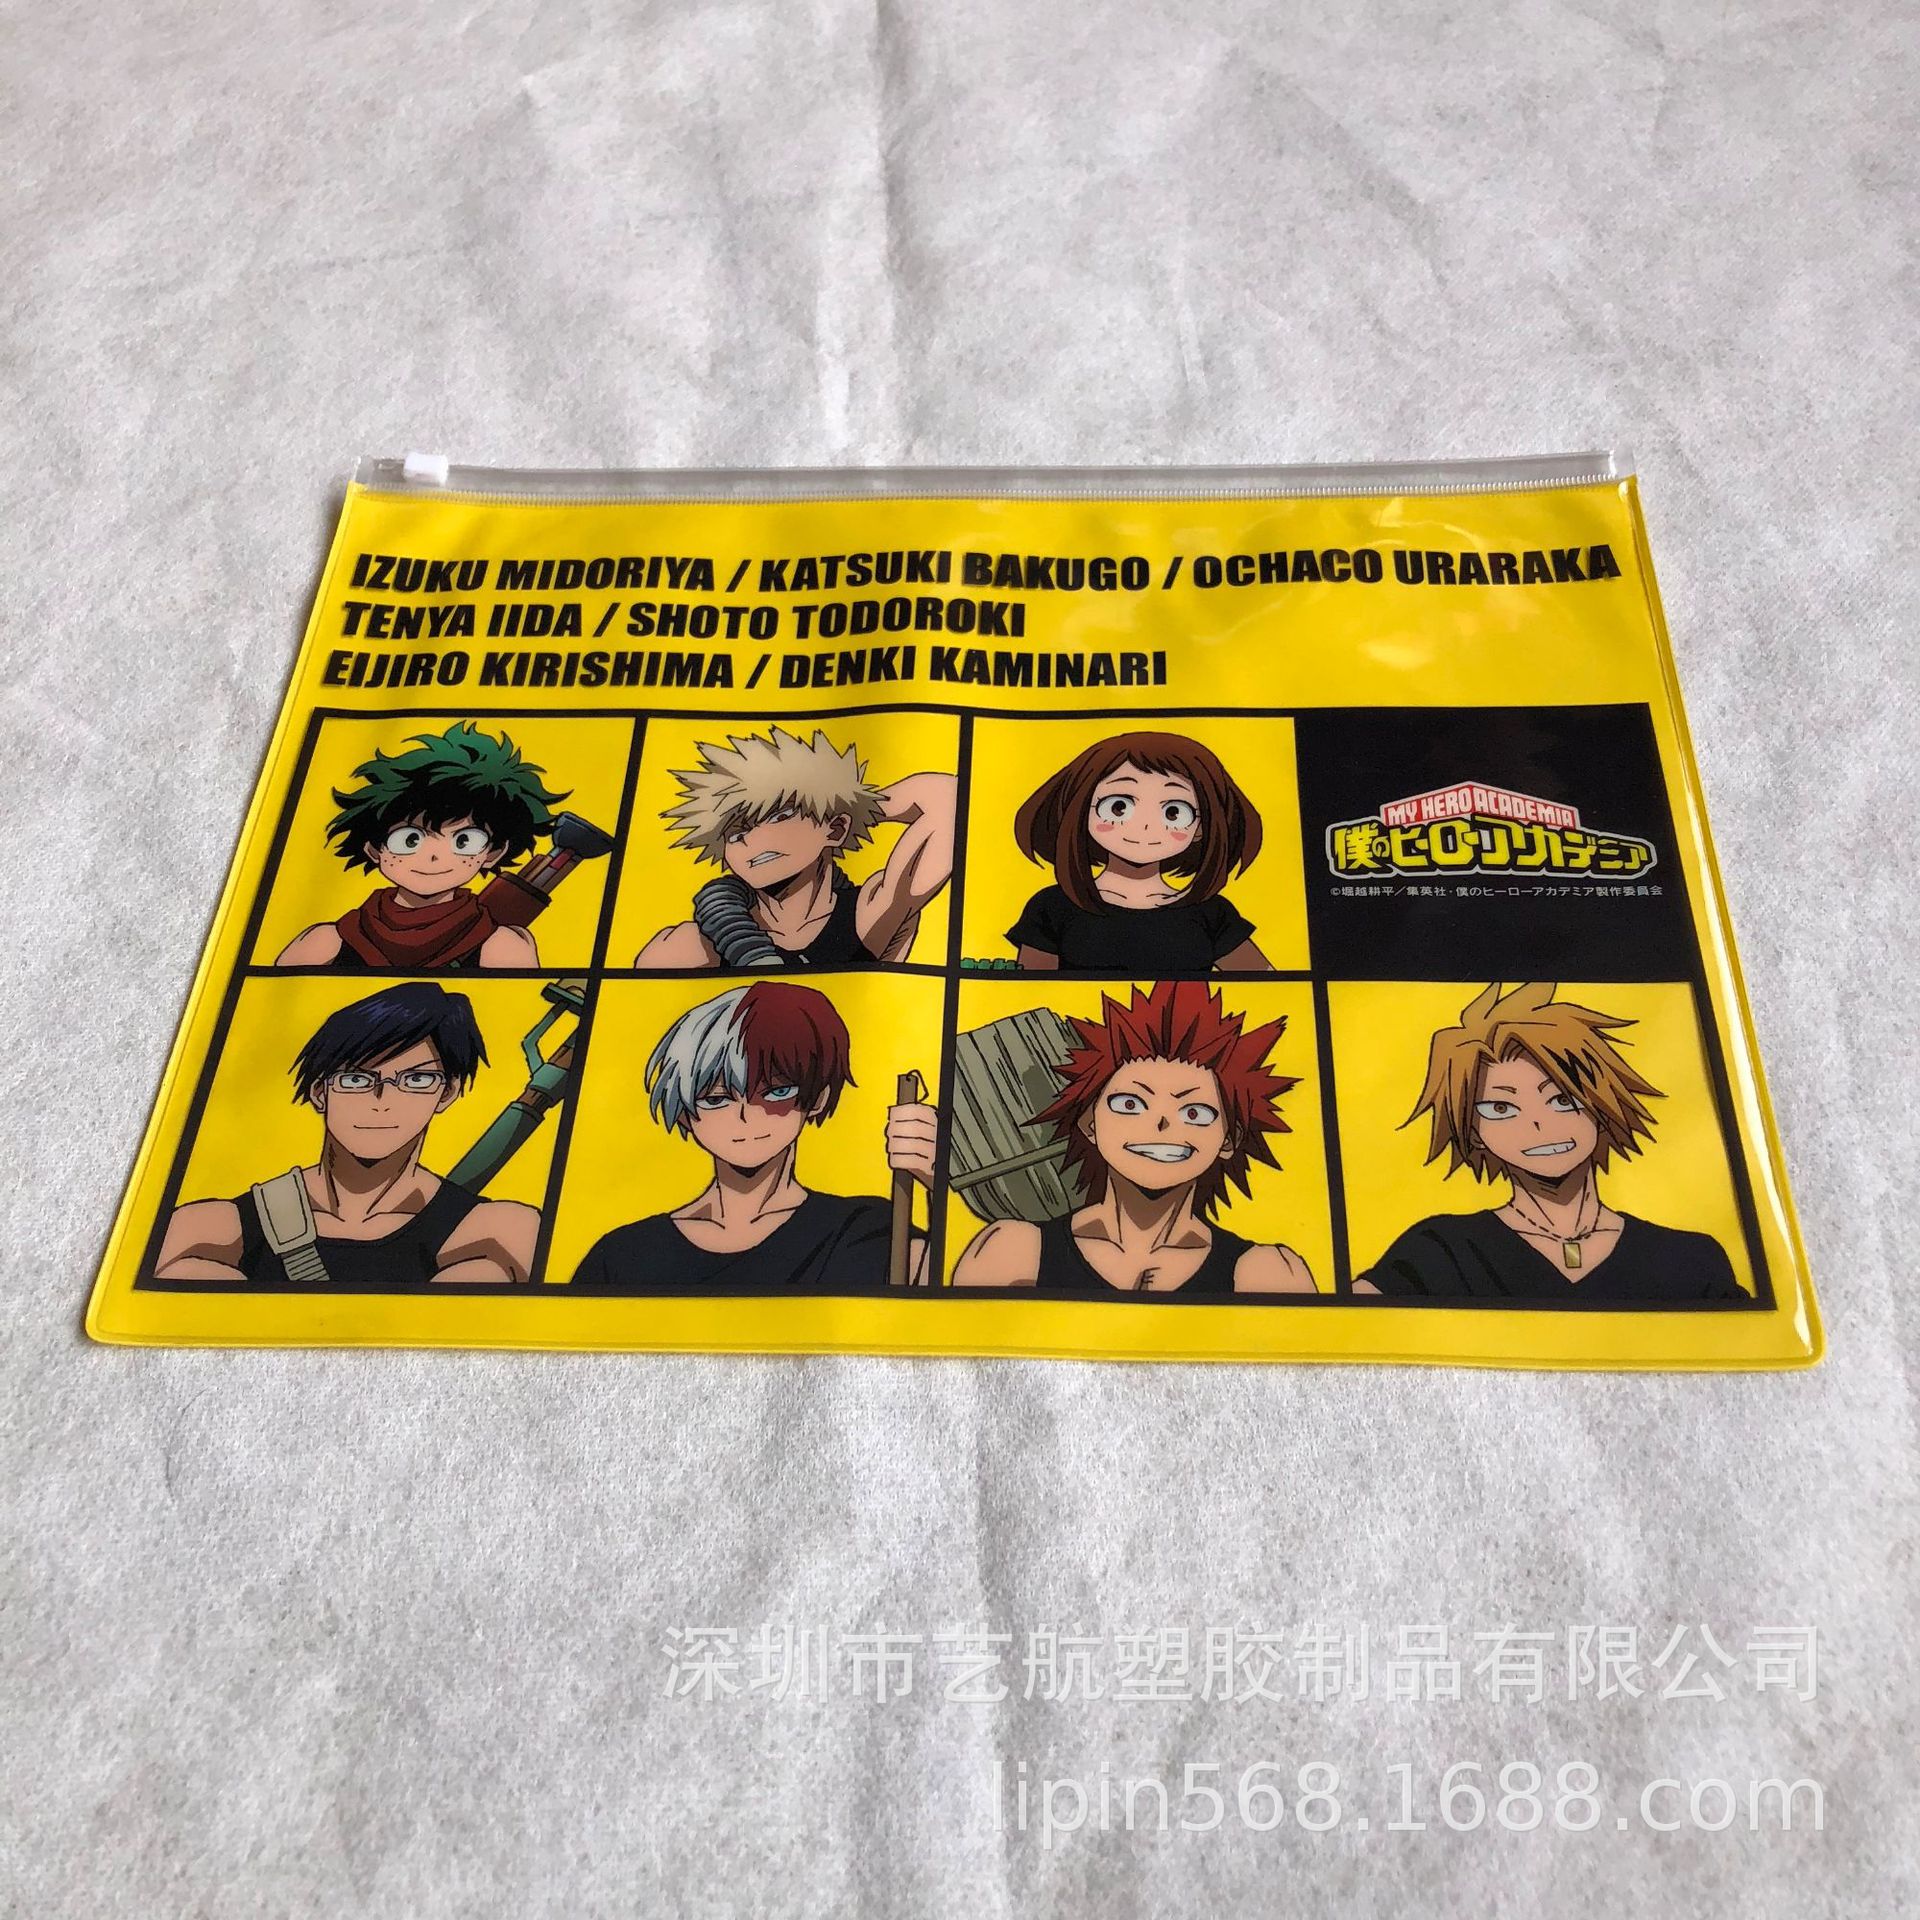 IZUKU MIDORIYA / KATSUKI BAKUGO / OCHACO URARAKA
TENYA IIDA / SHOTO TODOROKI
EIJIRO KIRISHIMA / DENKI KAMINARI
MY HERO ACADEMIA
僕のヒーローアカデミア
©堀越耕平／集英社・僕のヒーローアカデミア製作委員会
深圳市艺航塑胶制品有限公司
lipin568.1688.com